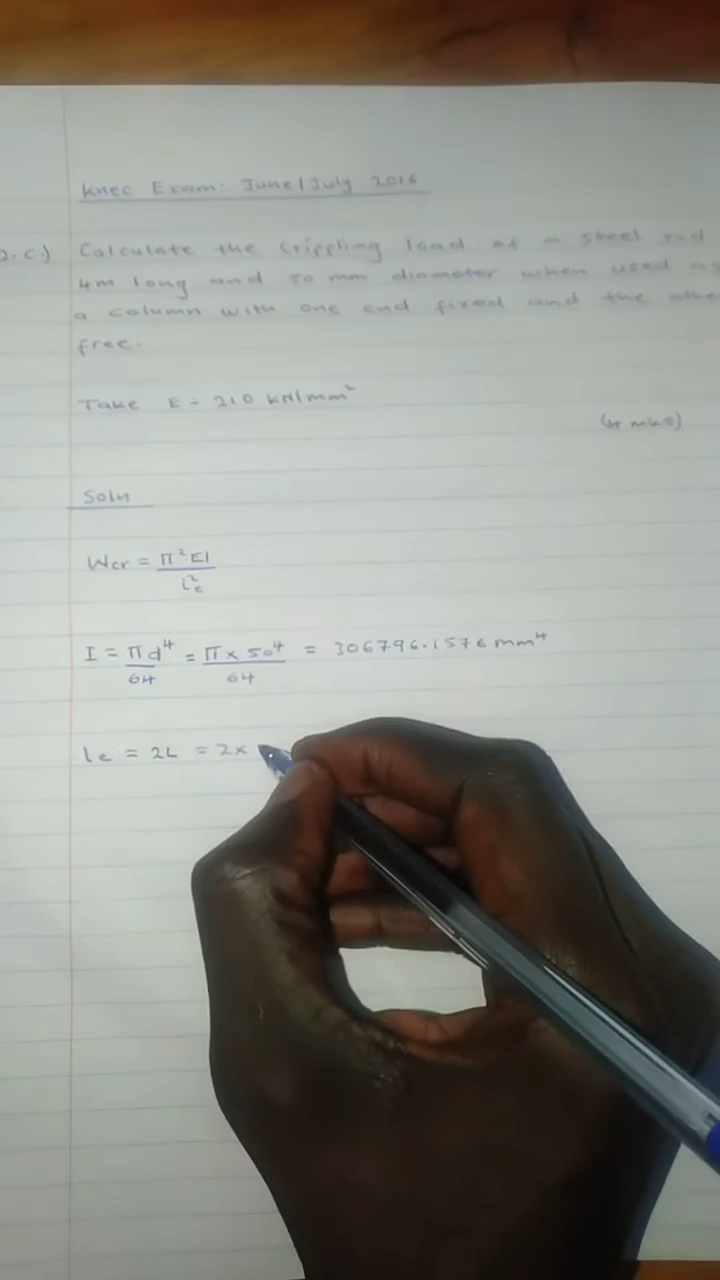 Knec Exam: June/July 2016
2.c.) Calculate the crippling load of a steel rod
4m long and 50 mm diameter when used as
a column with one end fixed and the other
free.
Take E = 210 kN/mm²
(4 mks)
Soln
Wcr = π²EI / le²
I = πd⁴/64 = π x 50⁴/64 = 306796.1576 mm⁴
le = 2L = 2x